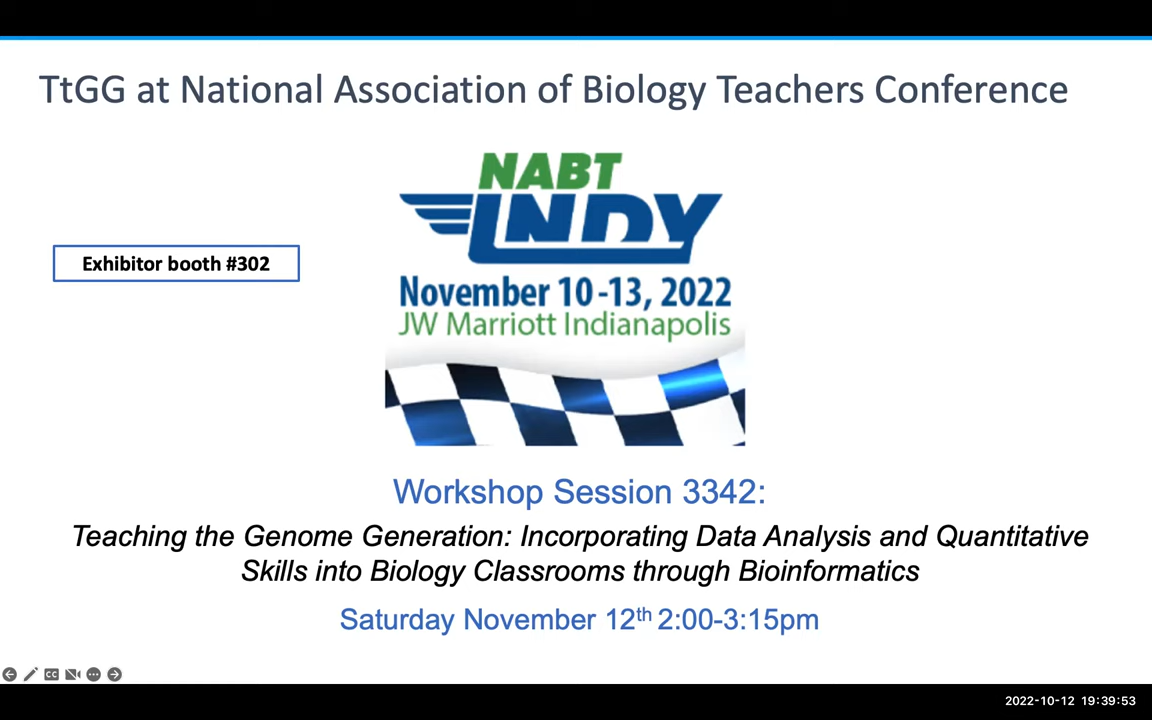 TtGG at National Association of Biology Teachers Conference
NABT
INDY
Exhibitor booth #302
November 10-13, 2022
JW Marriott Indianapolis
Workshop Session 3342:
Teaching the Genome Generation: Incorporating Data Analysis and Quantitative
Skills into Biology Classrooms through Bioinformatics
Saturday November 12th 2:00-3:15pm
CC
2022-10-12 19:39:53